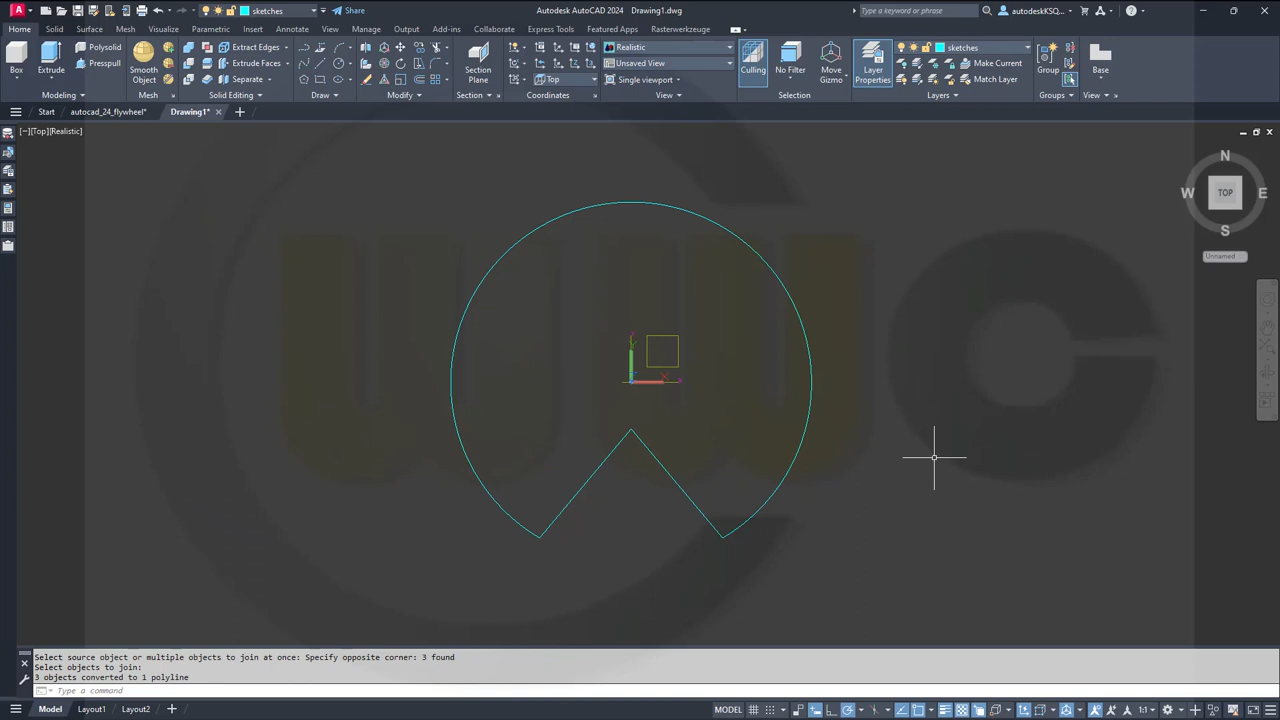 Share
Autodesk AutoCAD 2024 Drawing1.dwg
sketches
Type a keyword or phrase
autodeskKSQ...
Home Solid Surface Mesh Visualize Parametric Insert Annotate View Manage Output Add-ins Collaborate Express Tools Featured Apps Rasterwerkzeuge
Box
Extrude
Polysolid
Presspull
Modeling
Smooth
Object
Extrude Edges
Extrude Faces
Separate
Solid Editing
Draw
Modify
Section
Plane
Section
Top
Coordinates
Realistic
Unsaved View
Single viewport
View
Culling
No Filter
Move
Gizmo
Selection
Layer
Properties
sketches
Make Current
Match Layer
Layers
Group
Groups
Base
View
Start autocad_24_flywheel* Drawing1*
[−][Top][Realistic]
N
W TOP E
S
Unnamed
X
wwc
Select source object or multiple objects to join at once: Specify opposite corner: 3 found
Select objects to join:
3 objects converted to 1 polyline
Type a command
Model Layout1 Layout2
MODEL
1:1